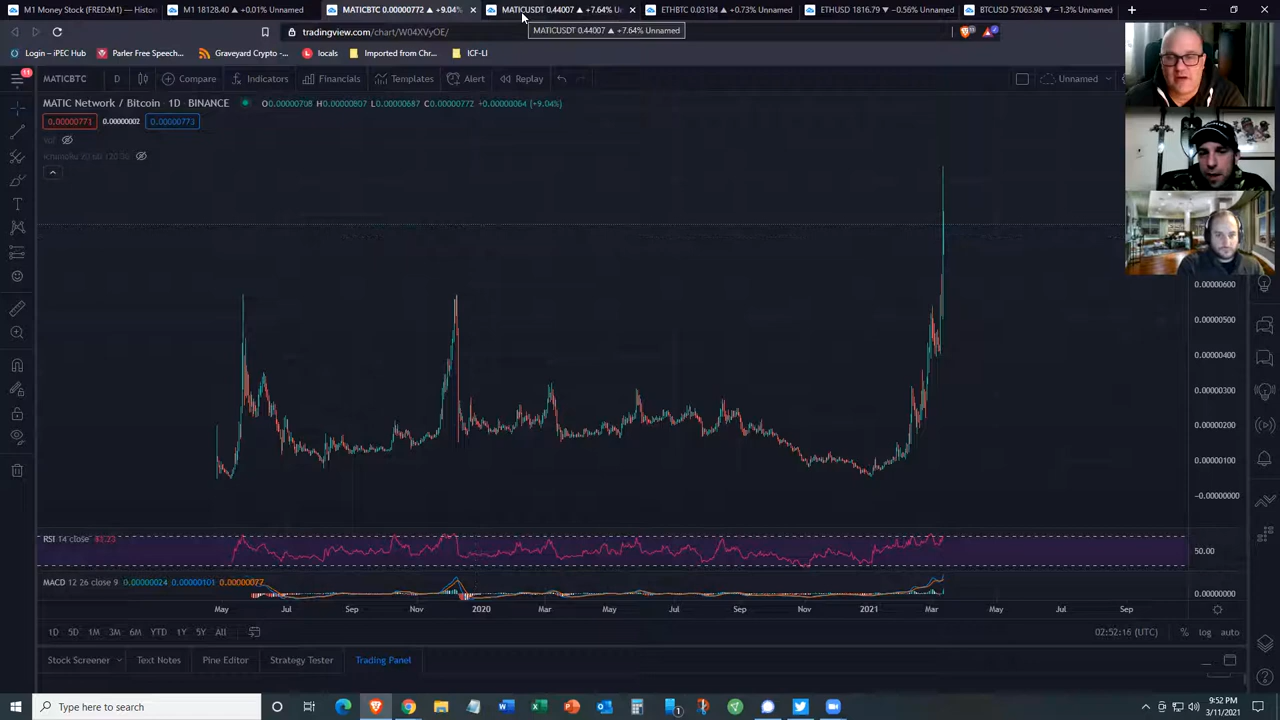 M1 Money Stock (FRED:M1) — Histori
M1 18128.40 ▲ +0.01% Unnamed
MATICBTC 0.00000772 ▲ +9.04%
MATICUSDT 0.44007 ▲ +7.64% Un
ETHBTC 0.03184 ▲ +0.73% Unnamed
ETHUSD 1816.79 ▼ −0.56% Unnamed
BTCUSD 57063.98 ▼ −1.3% Unnamed
tradingview.com/chart/W04XVyOE/
MATICUSDT 0.44007 ▲ +7.64% Unnamed
Login – iPEC Hub
Parler Free Speech...
Graveyard Crypto -...
locals
Imported from Chr...
ICF-LI
11
MATICBTC
D
Compare
Indicators
Financials
Templates
Alert
Replay
Unnamed
MATIC Network / Bitcoin · 1D · BINANCE
O0.00000708 H0.00000807 L0.00000687 C0.00000772 +0.00000064 (+9.04%)
0.00000771
0.00000002
0.00000773
Vol
0.00000600
0.00000500
0.00000400
0.00000300
0.00000200
0.00000100
−0.00000000
RSI 14 close
50.00
MACD 12 26 close 9 0.00000024 0.00000101 0.00000077
0.00000000
May
Jul
Sep
Nov
2020
Mar
May
Jul
Sep
Nov
2021
Mar
May
Jul
Sep
1D
5D
1M
3M
6M
YTD
1Y
5Y
All
02:52:16 (UTC)
%
log
auto
Stock Screener
Text Notes
Pine Editor
Strategy Tester
Trading Panel
Type here to search
9:52 PM
3/11/2021